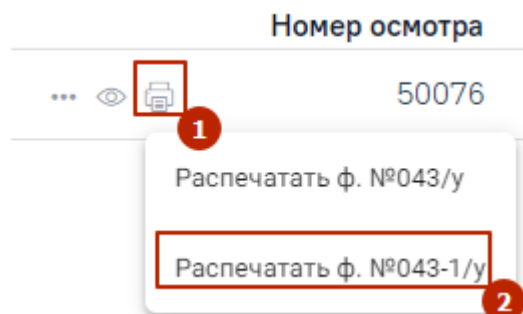 Номер осмотра
50076
1
Распечатать ф. №043/у
Распечатать ф. №043-1/у
2